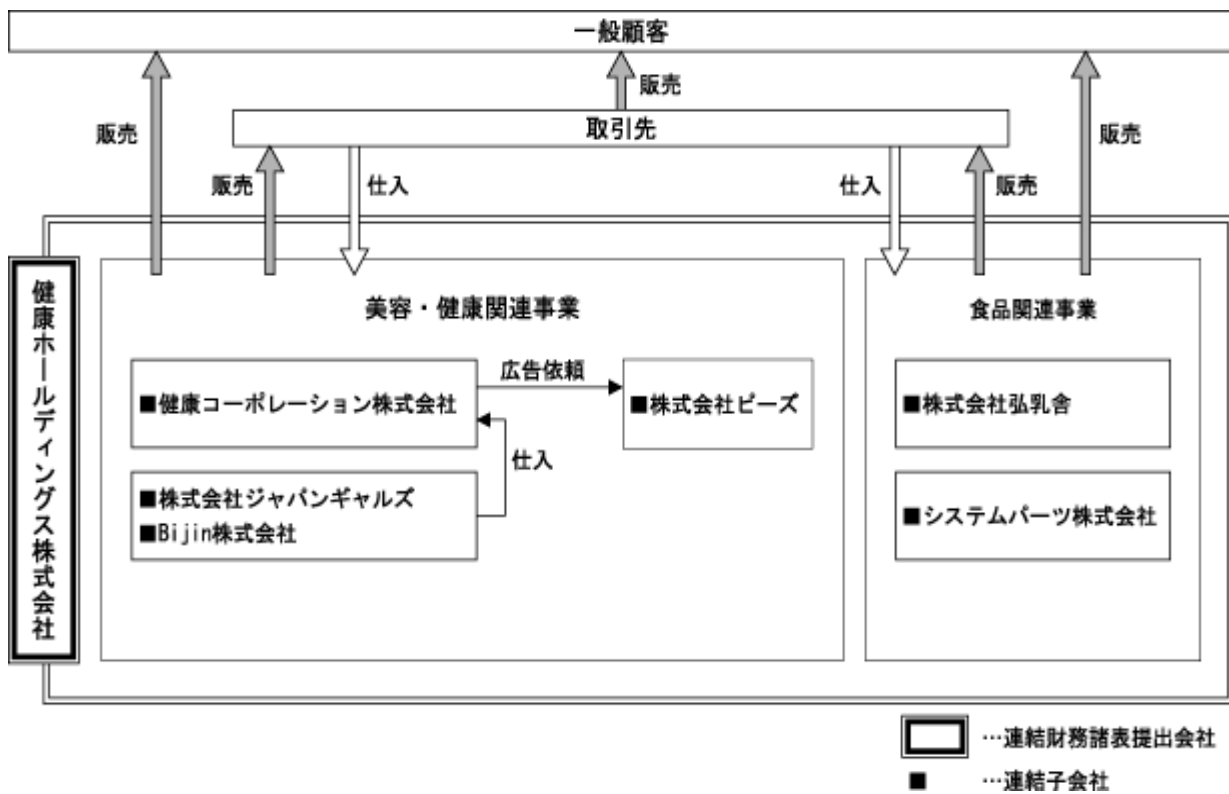 一般顧客
販売
販売
販売
取引先
販売
仕入
仕入
販売
健康ホールディングス株式会社
美容・健康関連事業
食品関連事業
広告依頼
■健康コーポレーション株式会社
■株式会社ビーズ
■株式会社弘乳舎
仕入
■株式会社ジャパンギャルズ
■Bijin株式会社
■システムパーツ株式会社
…連結財務諸表提出会社
■ …連結子会社